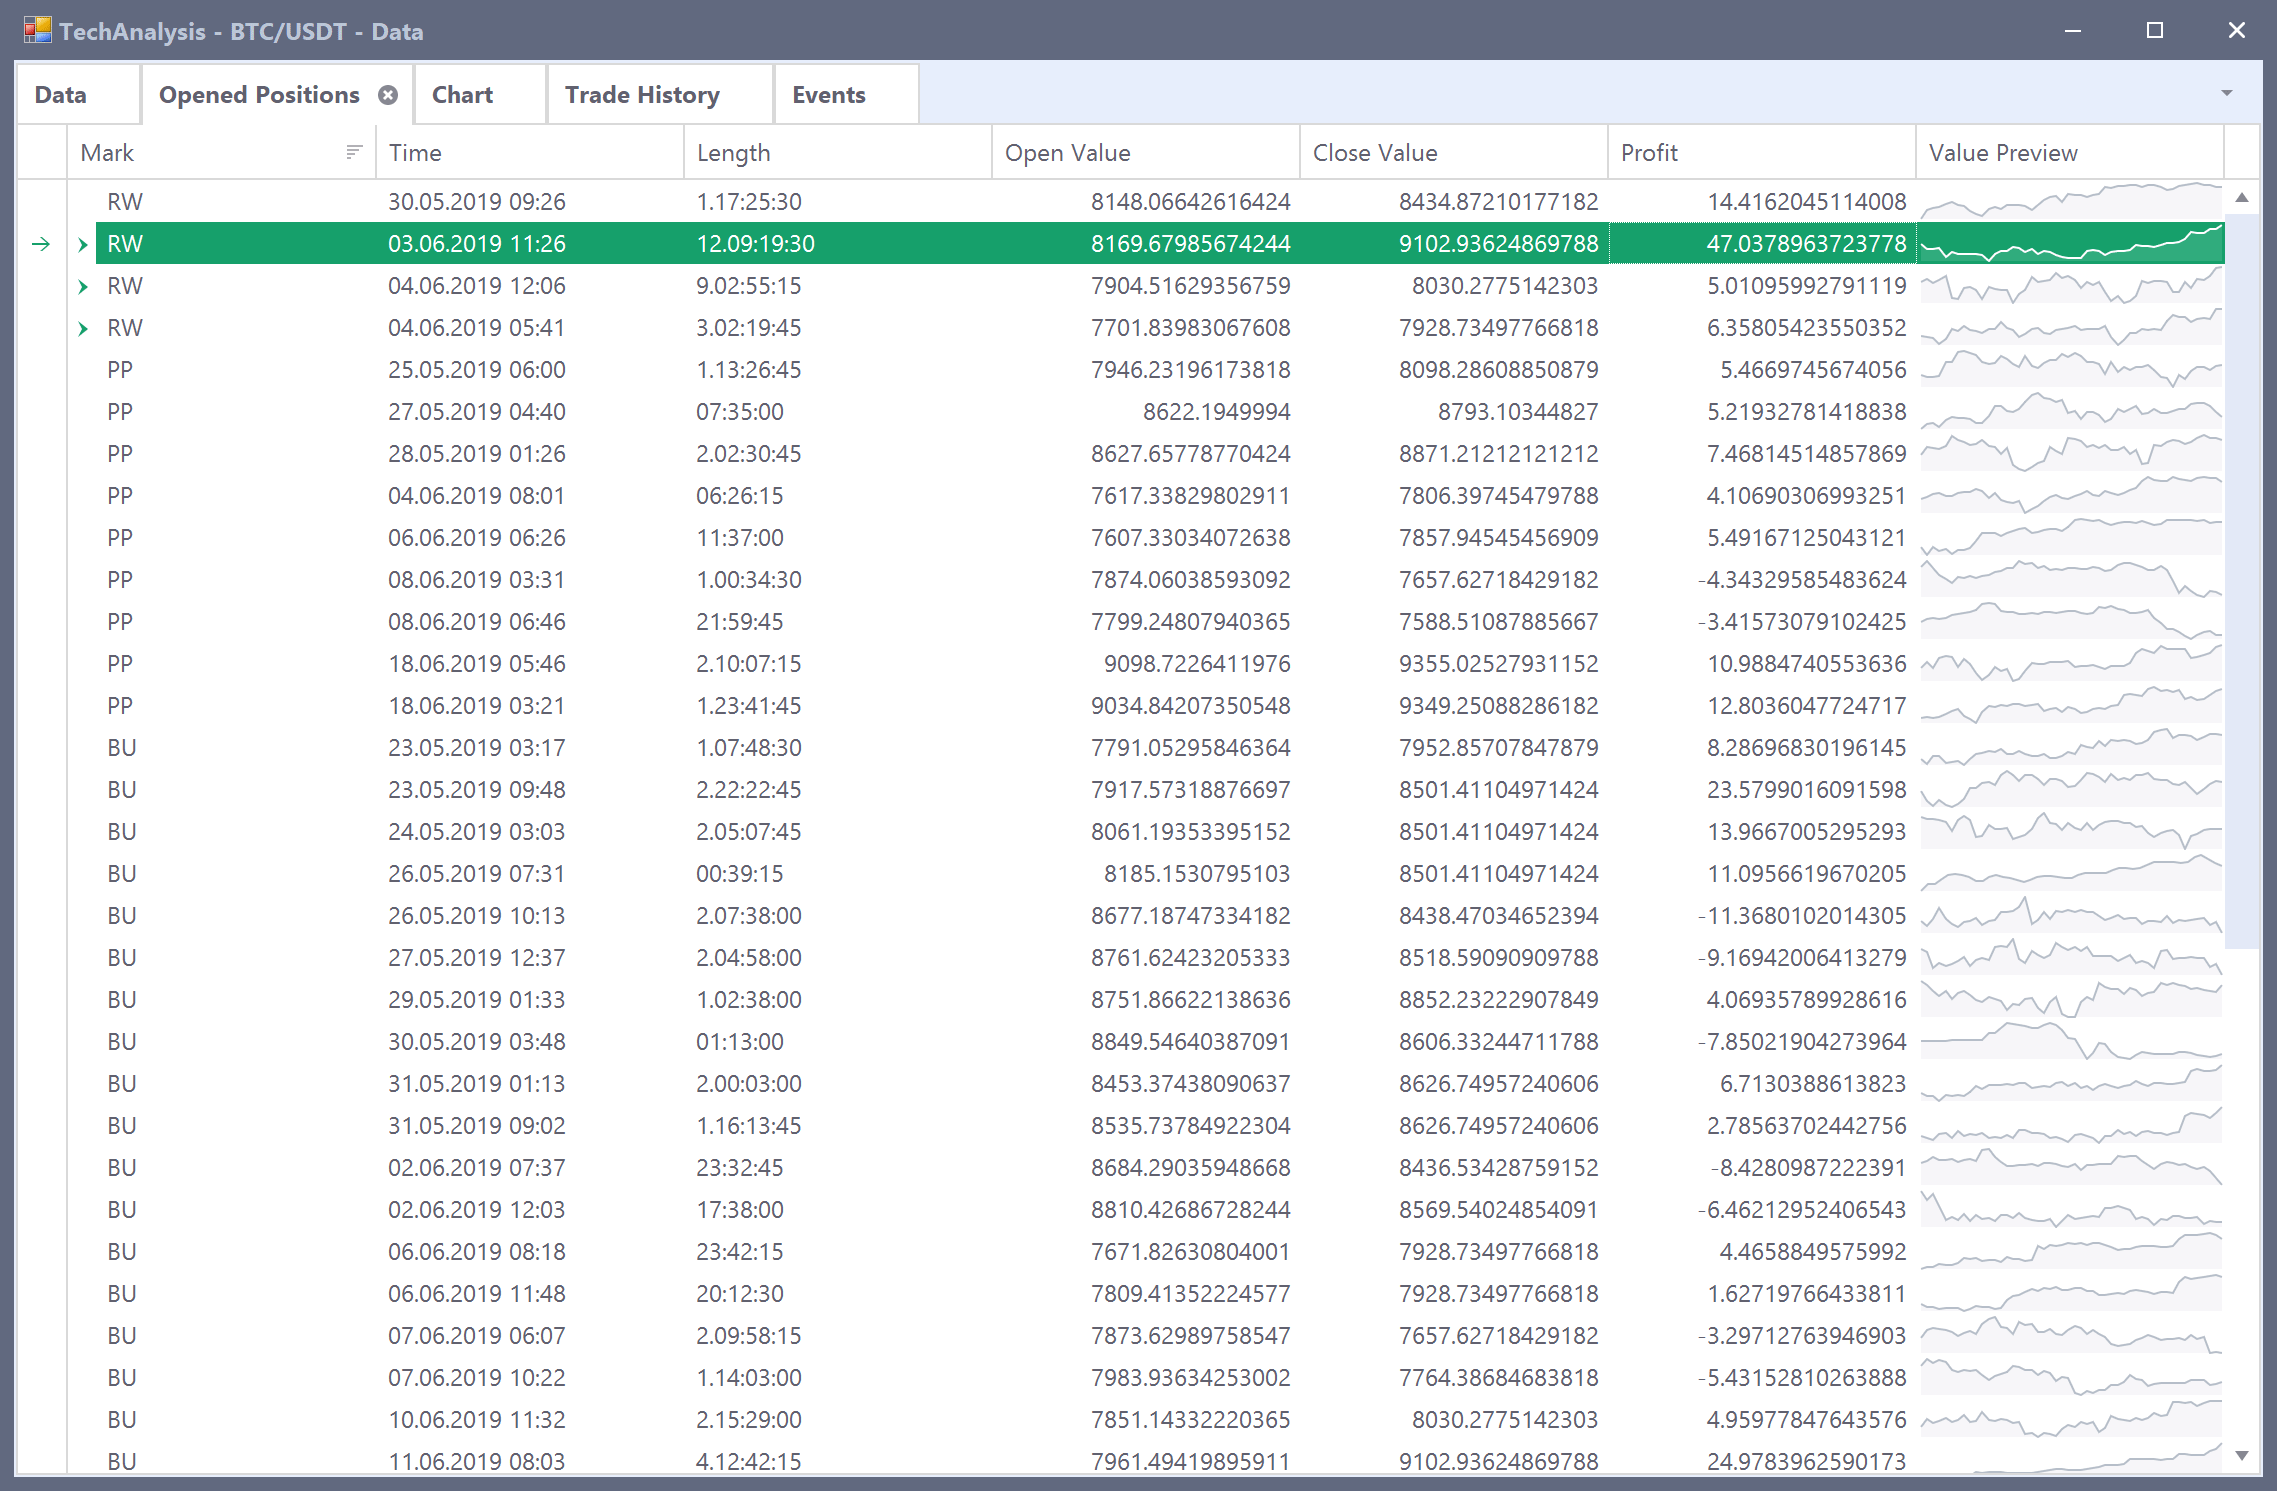 TechAnalysis - BTC/USDT - Data
Data Opened Positions Chart Trade History Events
Mark Time Length Open Value Close Value Profit Value Preview
RW 30.05.2019 09:26 1.17:25:30 8148.06642616424 8434.87210177182 14.4162045114008
RW 03.06.2019 11:26 12.09:19:30 8169.67985674244 9102.93624869788 47.0378963723778
RW 04.06.2019 12:06 9.02:55:15 7904.51629356759 8030.2775142303 5.01095992791119
RW 04.06.2019 05:41 3.02:19:45 7701.83983067608 7928.73497766818 6.35805423550352
PP 25.05.2019 06:00 1.13:26:45 7946.23196173818 8098.28608850879 5.4669745674056
PP 27.05.2019 04:40 07:35:00 8622.1949994 8793.10344827 5.21932781418838
PP 28.05.2019 01:26 2.02:30:45 8627.65778770424 8871.21212121212 7.46814514857869
PP 04.06.2019 08:01 06:26:15 7617.33829802911 7806.39745479788 4.10690306993251
PP 06.06.2019 06:26 11:37:00 7607.33034072638 7857.94545456909 5.49167125043121
PP 08.06.2019 03:31 1.00:34:30 7874.06038593092 7657.62718429182 -4.34329585483624
PP 08.06.2019 06:46 21:59:45 7799.24807940365 7588.51087885667 -3.41573079102425
PP 18.06.2019 05:46 2.10:07:15 9098.7226411976 9355.02527931152 10.9884740553636
PP 18.06.2019 03:21 1.23:41:45 9034.84207350548 9349.25088286182 12.8036047724717
BU 23.05.2019 03:17 1.07:48:30 7791.05295846364 7952.85707847879 8.28696830196145
BU 23.05.2019 09:48 2.22:22:45 7917.57318876697 8501.41104971424 23.5799016091598
BU 24.05.2019 03:03 2.05:07:45 8061.19353395152 8501.41104971424 13.9667005295293
BU 26.05.2019 07:31 00:39:15 8185.1530795103 8501.41104971424 11.0956619670205
BU 26.05.2019 10:13 2.07:38:00 8677.18747334182 8438.47034652394 -11.3680102014305
BU 27.05.2019 12:37 2.04:58:00 8761.62423205333 8518.59090909788 -9.16942006413279
BU 29.05.2019 01:33 1.02:38:00 8751.86622138636 8852.23222907849 4.06935789928616
BU 30.05.2019 03:48 01:13:00 8849.54640387091 8606.33244711788 -7.85021904273964
BU 31.05.2019 01:13 2.00:03:00 8453.37438090637 8626.74957240606 6.7130388613823
BU 31.05.2019 09:02 1.16:13:45 8535.73784922304 8626.74957240606 2.78563702442756
BU 02.06.2019 07:37 23:32:45 8684.29035948668 8436.53428759152 -8.4280987222391
BU 02.06.2019 12:03 17:38:00 8810.42686728244 8569.54024854091 -6.46212952406543
BU 06.06.2019 08:18 23:42:15 7671.82630804001 7928.73497766818 4.4658849575992
BU 06.06.2019 11:48 20:12:30 7809.41352224577 7928.73497766818 1.62719766433811
BU 07.06.2019 06:07 2.09:58:15 7873.62989758547 7657.62718429182 -3.29712763946903
BU 07.06.2019 10:22 1.14:03:00 7983.93634253002 7764.38684683818 -5.43152810263888
BU 10.06.2019 11:32 2.15:29:00 7851.14332220365 8030.2775142303 4.95977847643576
BU 11.06.2019 08:03 4.12:42:15 7961.49419895911 9102.93624869788 24.9783962590173